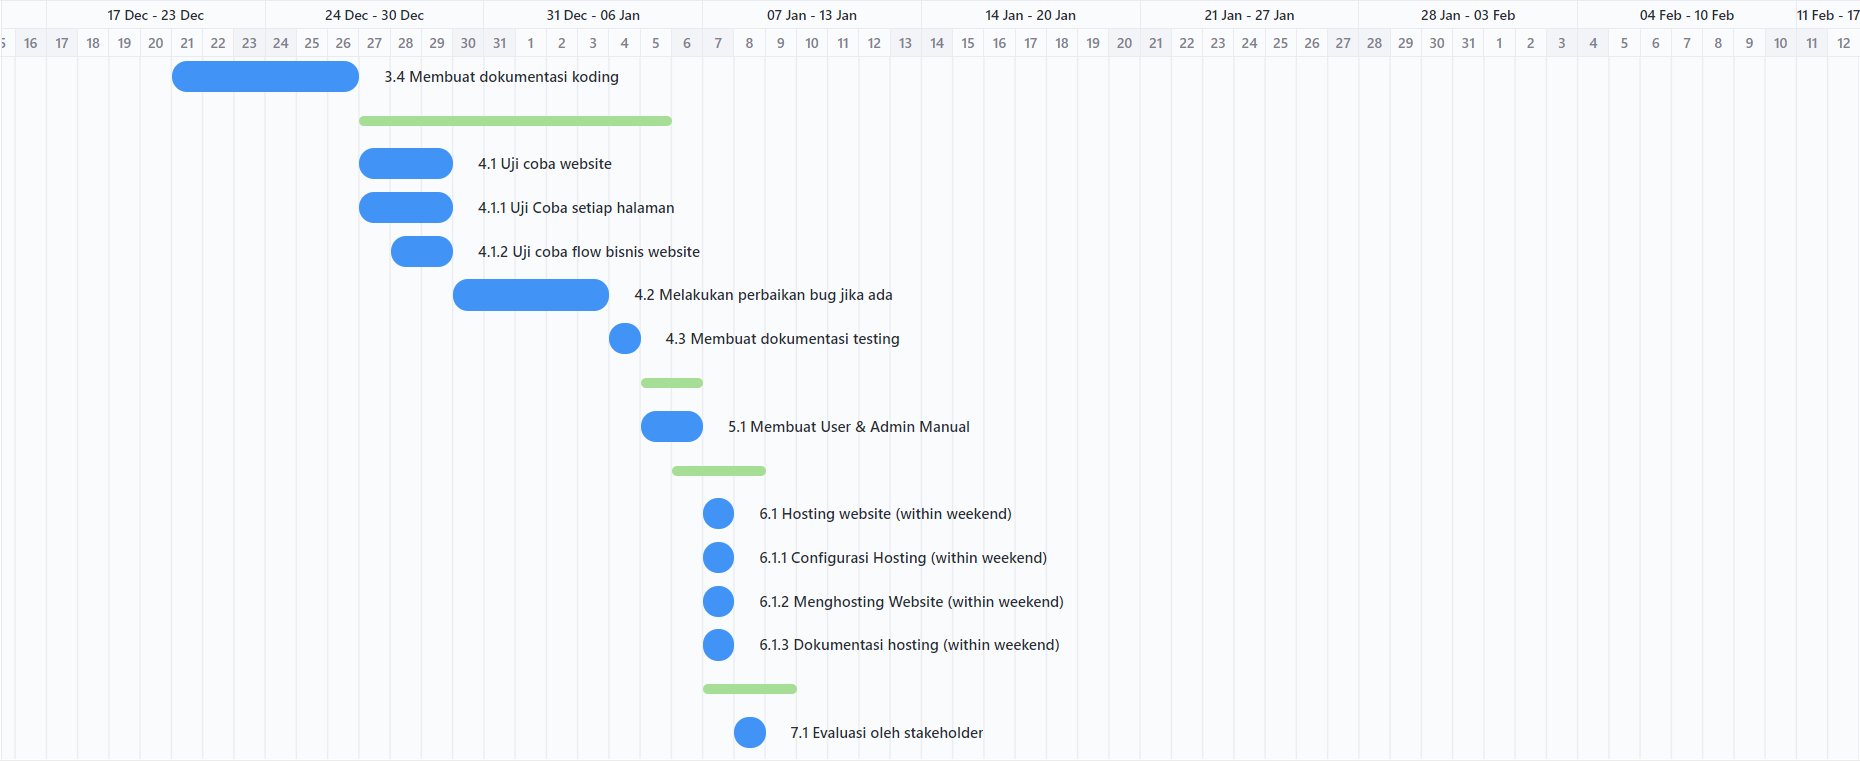 17 Dec - 23 Dec 24 Dec - 30 Dec 31 Dec - 06 Jan 07 Jan - 13 Jan 14 Jan - 20 Jan 21 Jan - 27 Jan 28 Jan - 03 Feb 04 Feb - 10 Feb 11 Feb - 17
16 17 18 19 20 21 22 23 24 25 26 27 28 29 30 31 1 2 3 4 5 6 7 8 9 10 11 12 13 14 15 16 17 18 19 20 21 22 23 24 25 26 27 28 29 30 31 1 2 3 4 5 6 7 8 9 10 11 12
3.4 Membuat dokumentasi koding
4.1 Uji coba website
4.1.1 Uji Coba setiap halaman
4.1.2 Uji coba flow bisnis website
4.2 Melakukan perbaikan bug jika ada
4.3 Membuat dokumentasi testing
5.1 Membuat User & Admin Manual
6.1 Hosting website (within weekend)
6.1.1 Configurasi Hosting (within weekend)
6.1.2 Menghosting Website (within weekend)
6.1.3 Dokumentasi hosting (within weekend)
7.1 Evaluasi oleh stakeholder